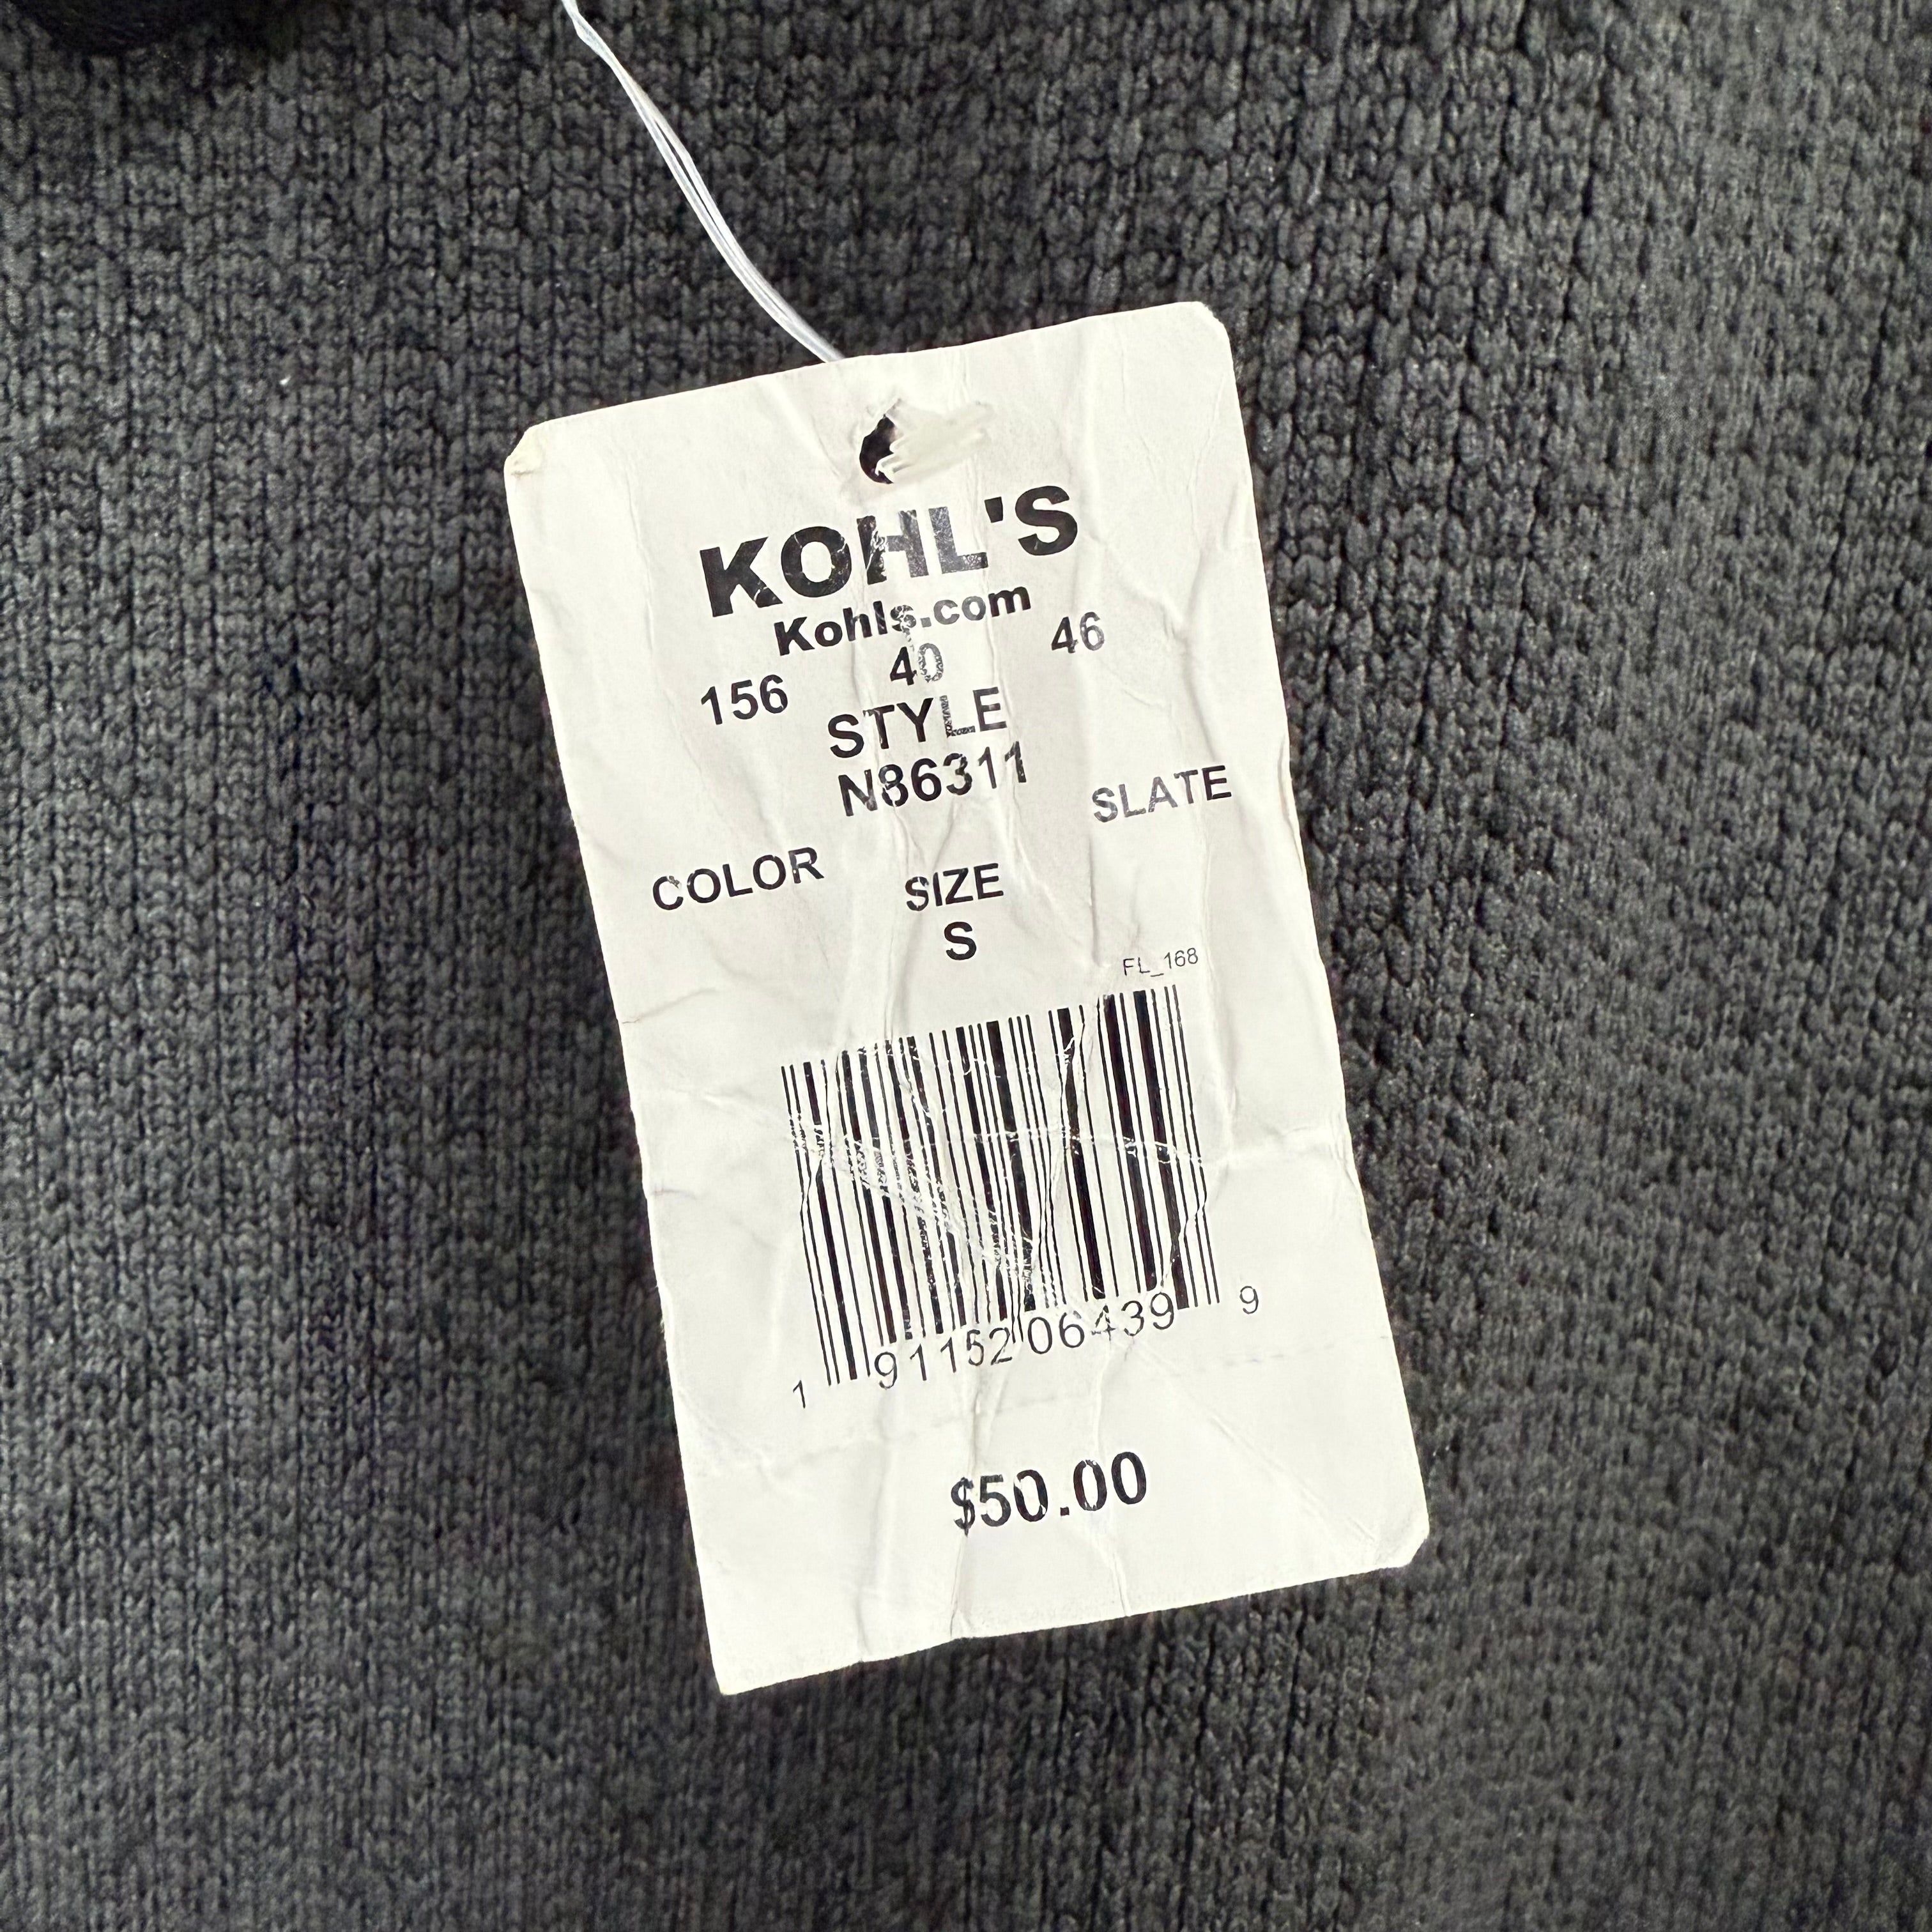 KOHL'S
Kohls.com
156 40 46
STYLE
N86311
COLOR SLATE
SIZE
S
FL_168
1 91152 06439 9
$50.00